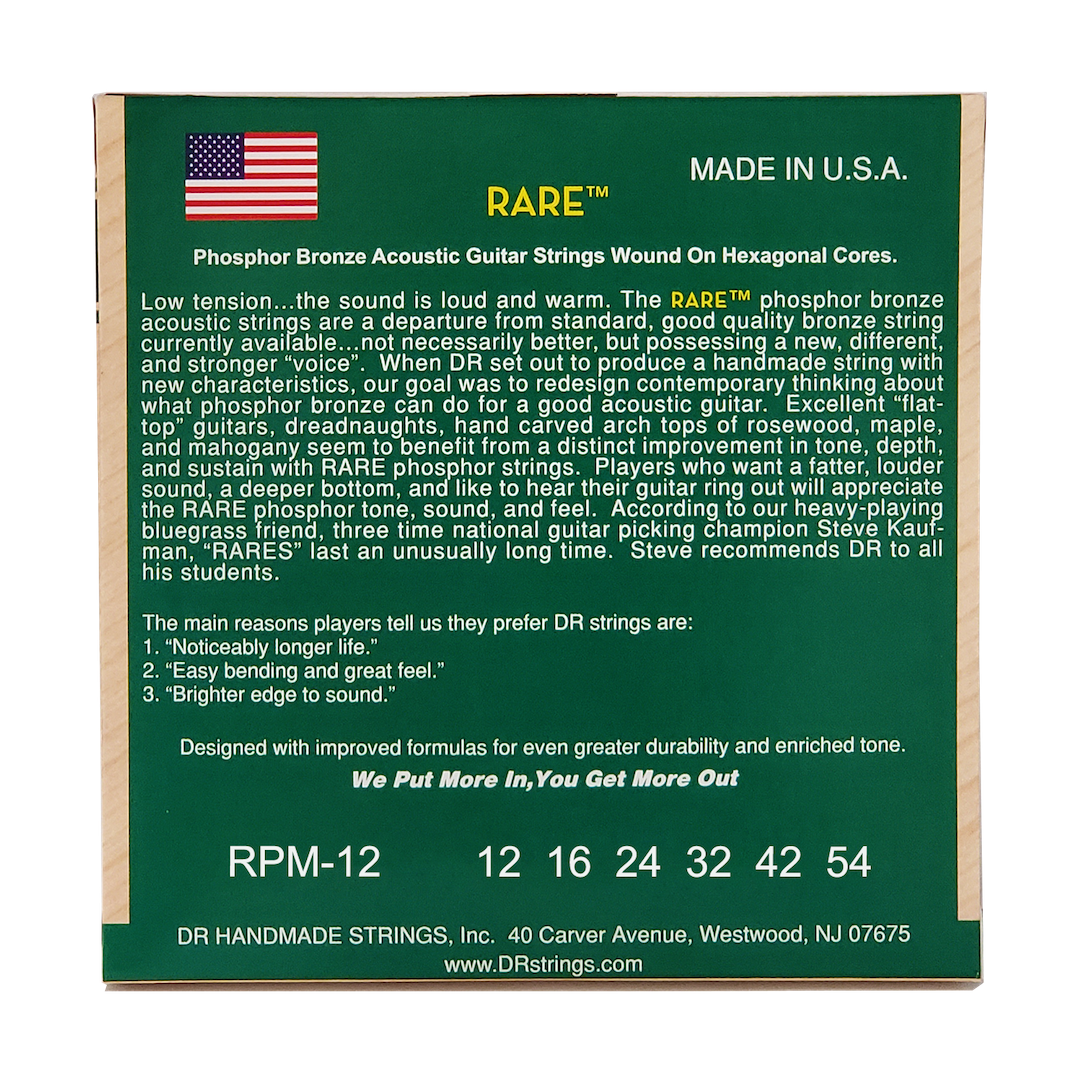 MADE IN U.S.A.
RARE™
Phosphor Bronze Acoustic Guitar Strings Wound On Hexagonal Cores.
Low tension...the sound is loud and warm. The RARE™ phosphor bronze
acoustic strings are a departure from standard, good quality bronze string
currently available...not necessarily better, but possessing a new, different,
and stronger “voice”. When DR set out to produce a handmade string with
new characteristics, our goal was to redesign contemporary thinking about
what phosphor bronze can do for a good acoustic guitar. Excellent “flat-
top” guitars, dreadnaughts, hand carved arch tops of rosewood, maple,
and mahogany seem to benefit from a distinct improvement in tone, depth,
and sustain with RARE phosphor strings. Players who want a fatter, louder
sound, a deeper bottom, and like to hear their guitar ring out will appreciate
the RARE phosphor tone, sound, and feel. According to our heavy-playing
bluegrass friend, three time national guitar picking champion Steve Kauf-
man, “RARES” last an unusually long time. Steve recommends DR to all
his students.
The main reasons players tell us they prefer DR strings are:
1. “Noticeably longer life.”
2. “Easy bending and great feel.”
3. “Brighter edge to sound.”
Designed with improved formulas for even greater durability and enriched tone.
We Put More In,You Get More Out
RPM-12 12 16 24 32 42 54
DR HANDMADE STRINGS, Inc. 40 Carver Avenue, Westwood, NJ 07675
www.DRstrings.com